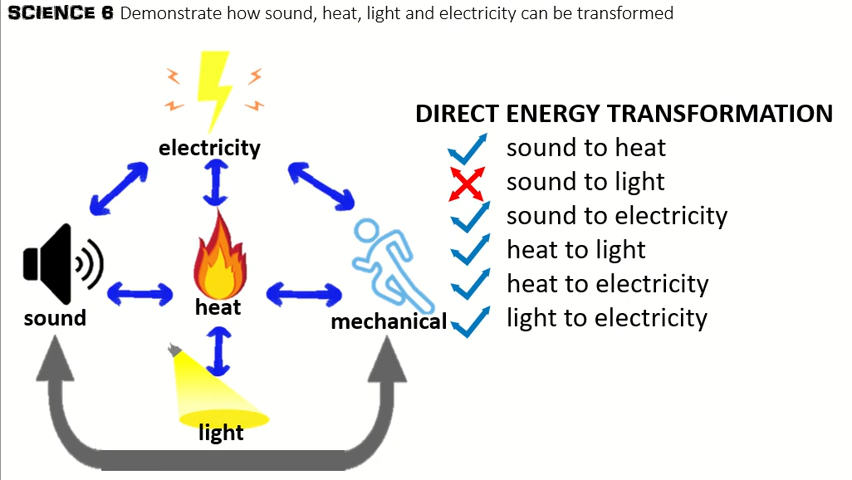 SCIENCE 6 Demonstrate how sound, heat, light and electricity can be transformed
electricity
sound
heat
mechanical
light
DIRECT ENERGY TRANSFORMATION
sound to heat
sound to light
sound to electricity
heat to light
heat to electricity
light to electricity